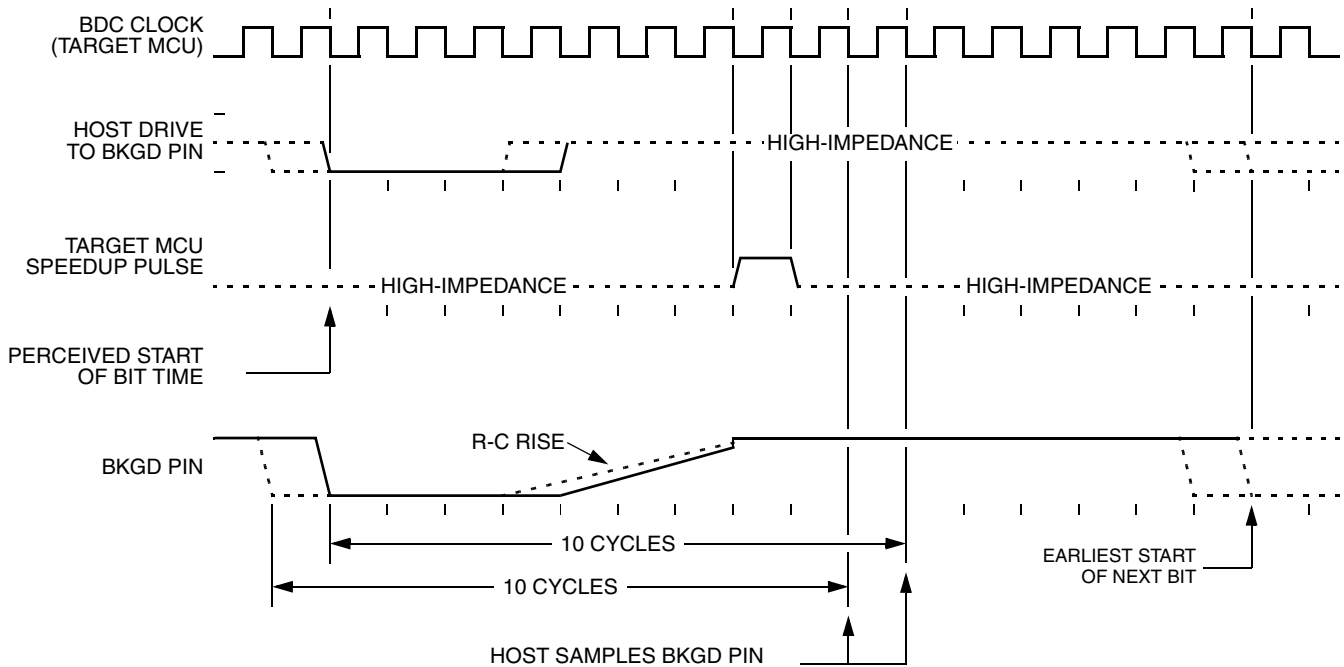 BDC CLOCK
(TARGET MCU)
HOST DRIVE
TO BKGD PIN
HIGH-IMPEDANCE
TARGET MCU
SPEEDUP PULSE
HIGH-IMPEDANCE
HIGH-IMPEDANCE
PERCEIVED START
OF BIT TIME
R-C RISE
BKGD PIN
10 CYCLES
10 CYCLES
EARLIEST START
OF NEXT BIT
HOST SAMPLES BKGD PIN